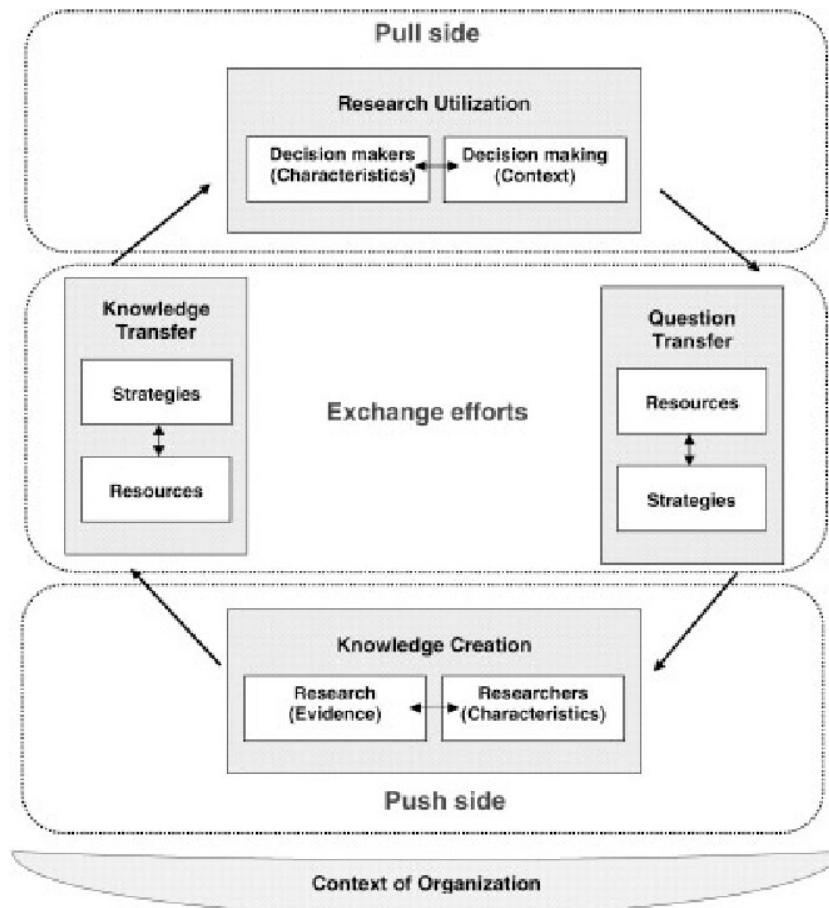 Pull side
Research Utilization
Decision makers
(Characteristics)
Decision making
(Context)
Knowledge
Transfer
Strategies
Resources
Exchange efforts
Question
Transfer
Resources
Strategies
Knowledge Creation
Research
(Evidence)
Researchers
(Characteristics)
Push side
Context of Organization